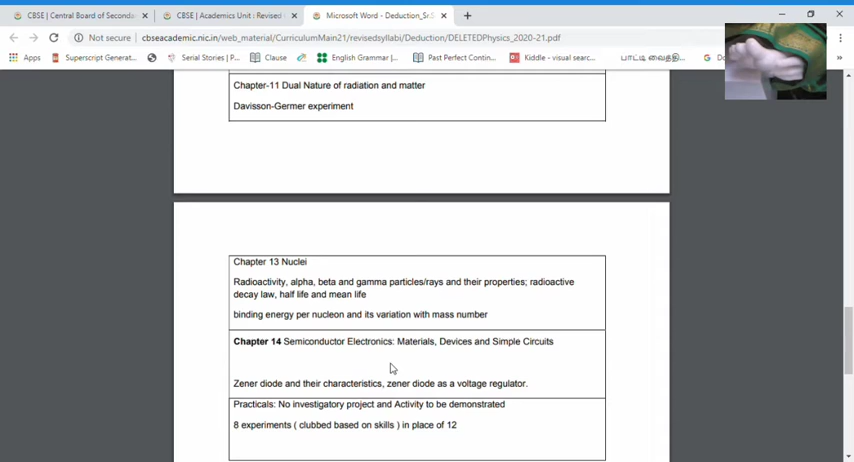 CBSE | Central Board of Seconda
CBSE | Academics Unit : Revised
Microsoft Word - Deduction_Sr.S
Not secure | cbseacademic.nic.in/web_material/CurriculumMain21/revisedsyllabi/Deduction/DELETEDPhysics_2020-21.pdf
Apps
Superscript Generat...
Serial Stories | P...
Clause
English Grammar |...
Past Perfect Contin...
Kiddle - visual searc...
பாட்டி வைத்தி...
Chapter-11 Dual Nature of radiation and matter
Davisson-Germer experiment
Chapter 13 Nuclei
Radioactivity, alpha, beta and gamma particles/rays and their properties; radioactive
decay law, half life and mean life
binding energy per nucleon and its variation with mass number
Chapter 14 Semiconductor Electronics: Materials, Devices and Simple Circuits
Zener diode and their characteristics, zener diode as a voltage regulator.
Practicals: No investigatory project and Activity to be demonstrated
8 experiments ( clubbed based on skills ) in place of 12